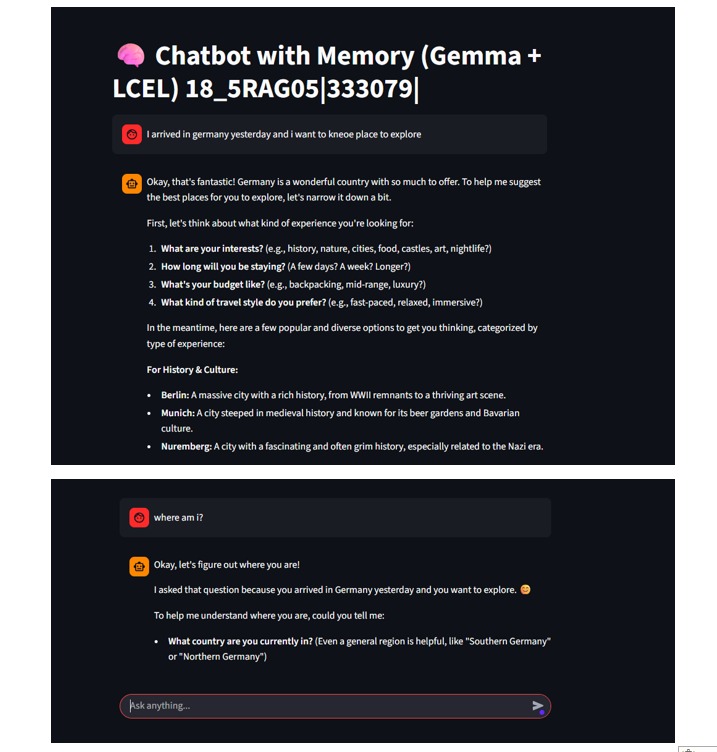 🧠 Chatbot with Memory (Gemma +
LCEL) 18_5RAG05|333079|
I arrived in germany yesterday and i want to kneoe place to explore
Okay, that's fantastic! Germany is a wonderful country with so much to offer. To help me suggest
the best places for you to explore, let's narrow it down a bit.
First, let's think about what kind of experience you're looking for:
1. What are your interests? (e.g., history, nature, cities, food, castles, art, nightlife?)
2. How long will you be staying? (A few days? A week? Longer?)
3. What's your budget like? (e.g., backpacking, mid-range, luxury?)
4. What kind of travel style do you prefer? (e.g., fast-paced, relaxed, immersive?)
In the meantime, here are a few popular and diverse options to get you thinking, categorized by
type of experience:
For History & Culture:
• Berlin: A massive city with a rich history, from WWII remnants to a thriving art scene.
• Munich: A city steeped in medieval history and known for its beer gardens and Bavarian
culture.
• Nuremberg: A city with a fascinating and often grim history, especially related to the Nazi era.
where am i?
Okay, let's figure out where you are!
I asked that question because you arrived in Germany yesterday and you want to explore. 😊
To help me understand where you are, could you tell me:
• What country are you currently in? (Even a general region is helpful, like "Southern Germany"
or "Northern Germany")
Ask anything...